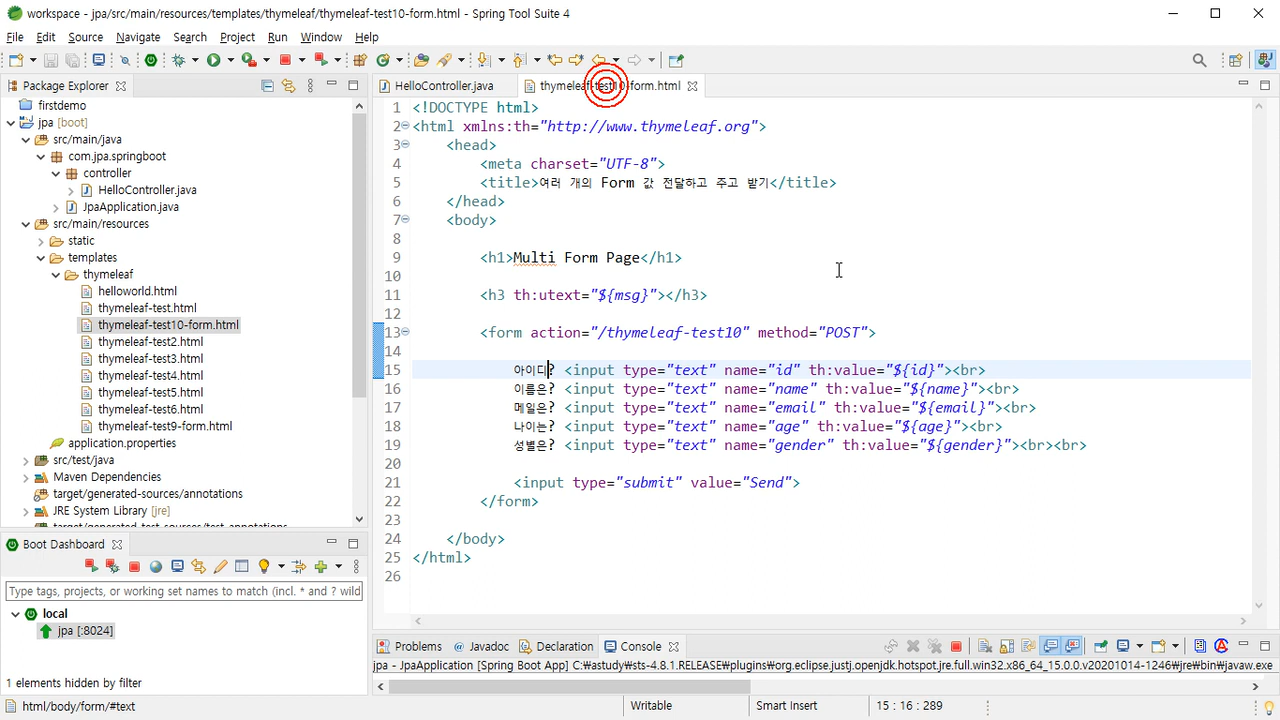 workspace - jpa/src/main/resources/templates/thymeleaf/thymeleaf-test10-form.html - Spring Tool Suite 4
File Edit Source Navigate Search Project Run Window Help
Package Explorer
firstdemo
jpa [boot]
src/main/java
com.jpa.springboot
controller
HelloController.java
JpaApplication.java
src/main/resources
static
templates
thymeleaf
helloworld.html
thymeleaf-test.html
thymeleaf-test10-form.html
thymeleaf-test2.html
thymeleaf-test3.html
thymeleaf-test4.html
thymeleaf-test5.html
thymeleaf-test6.html
thymeleaf-test9-form.html
application.properties
src/test/java
Maven Dependencies
target/generated-sources/annotations
JRE System Library [jre]
target/generated-test-sources/test-annotations
Boot Dashboard
Type tags, projects, or working set names to match (incl. * and ? wild
local
jpa [:8024]
1 elements hidden by filter
HelloController.java thymeleaf-test10-form.html
1 <!DOCTYPE html>
2 <html xmlns:th="http://www.thymeleaf.org">
3 <head>
4 <meta charset="UTF-8">
5 <title>여러 개의 Form 값 전달하고 주고 받기</title>
6 </head>
7 <body>
8
9 <h1>Multi Form Page</h1>
10
11 <h3 th:utext="${msg}"></h3>
12
13 <form action="/thymeleaf-test10" method="POST">
14
15 아이디? <input type="text" name="id" th:value="${id}"><br>
16 이름은? <input type="text" name="name" th:value="${name}"><br>
17 메일은? <input type="text" name="email" th:value="${email}"><br>
18 나이는? <input type="text" name="age" th:value="${age}"><br>
19 성별은? <input type="text" name="gender" th:value="${gender}"><br><br>
20
21 <input type="submit" value="Send">
22 </form>
23
24 </body>
25 </html>
26
Problems Javadoc Declaration Console
jpa - JpaApplication [Spring Boot App] C:₩astudy₩sts-4.8.1.RELEASE₩plugins₩org.eclipse.justj.openjdk.hotspot.jre.full.win32.x86_64_15.0.0.v20201014-1246₩jre₩bin₩javaw.exe
html/body/form/#text Writable Smart Insert 15 : 16 : 289